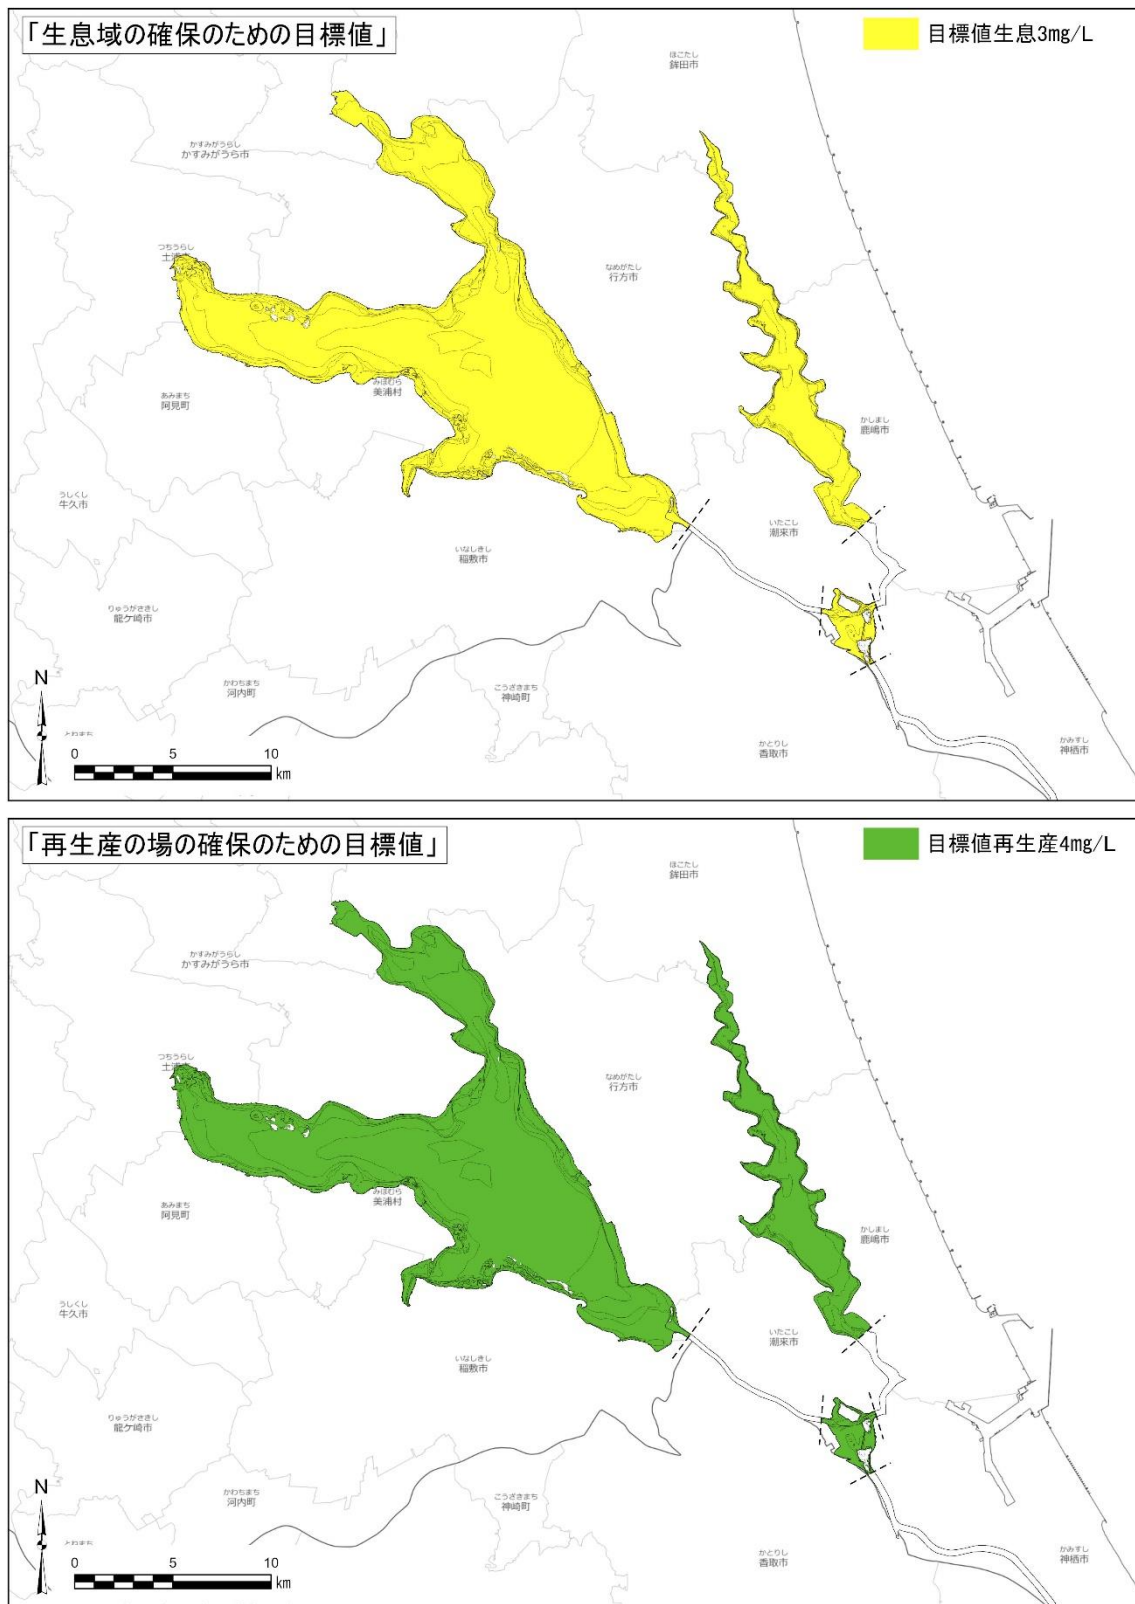 「生息域の確保のための目標値」
目標値生息3mg/L
ほこたし
鉾田市
かすみがうらし
かすみがうら市
つちうらし
なめがたし
行方市
みほむら
美浦村
あみまち
阿見町
かしまし
鹿嶋市
うしくし
牛久市
いたこし
潮来市
いなしきし
稲敷市
りゅうがさきし
龍ケ崎市
かわちまち
河内町
こうざきまち
神崎町
かとりし
香取市
かみすし
神栖市
N
0 5 10
km
「再生産の場の確保のための目標値」
目標値再生産4mg/L
ほこたし
鉾田市
かすみがうらし
かすみがうら市
つちうらし
なめがたし
行方市
みほむら
美浦村
あみまち
阿見町
かしまし
鹿嶋市
うしくし
牛久市
いたこし
潮来市
いなしきし
稲敷市
りゅうがさきし
龍ケ崎市
かわちまち
河内町
こうざきまち
神崎町
かとりし
香取市
かみすし
神栖市
N
0 5 10
km